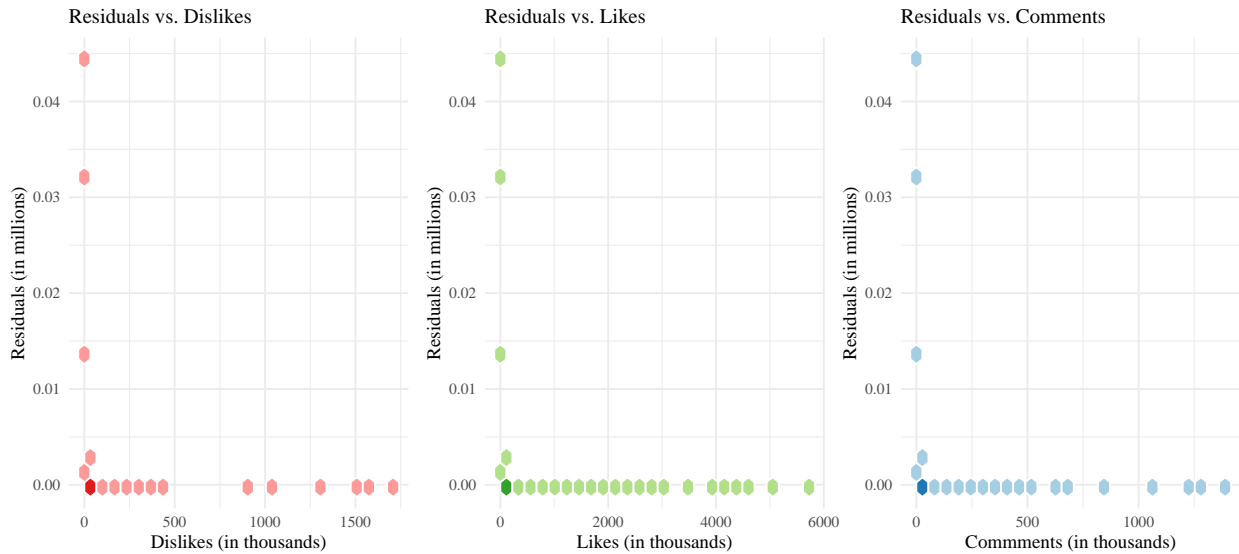 Residuals vs. Dislikes
Residuals (in millions)
0.04
0.03
0.02
0.01
0.00
0 500 1000 1500
Dislikes (in thousands)
Residuals vs. Likes
Residuals (in millions)
0.04
0.03
0.02
0.01
0.00
0 2000 4000 6000
Likes (in thousands)
Residuals vs. Comments
Residuals (in millions)
0.04
0.03
0.02
0.01
0.00
0 500 1000
Commments (in thousands)